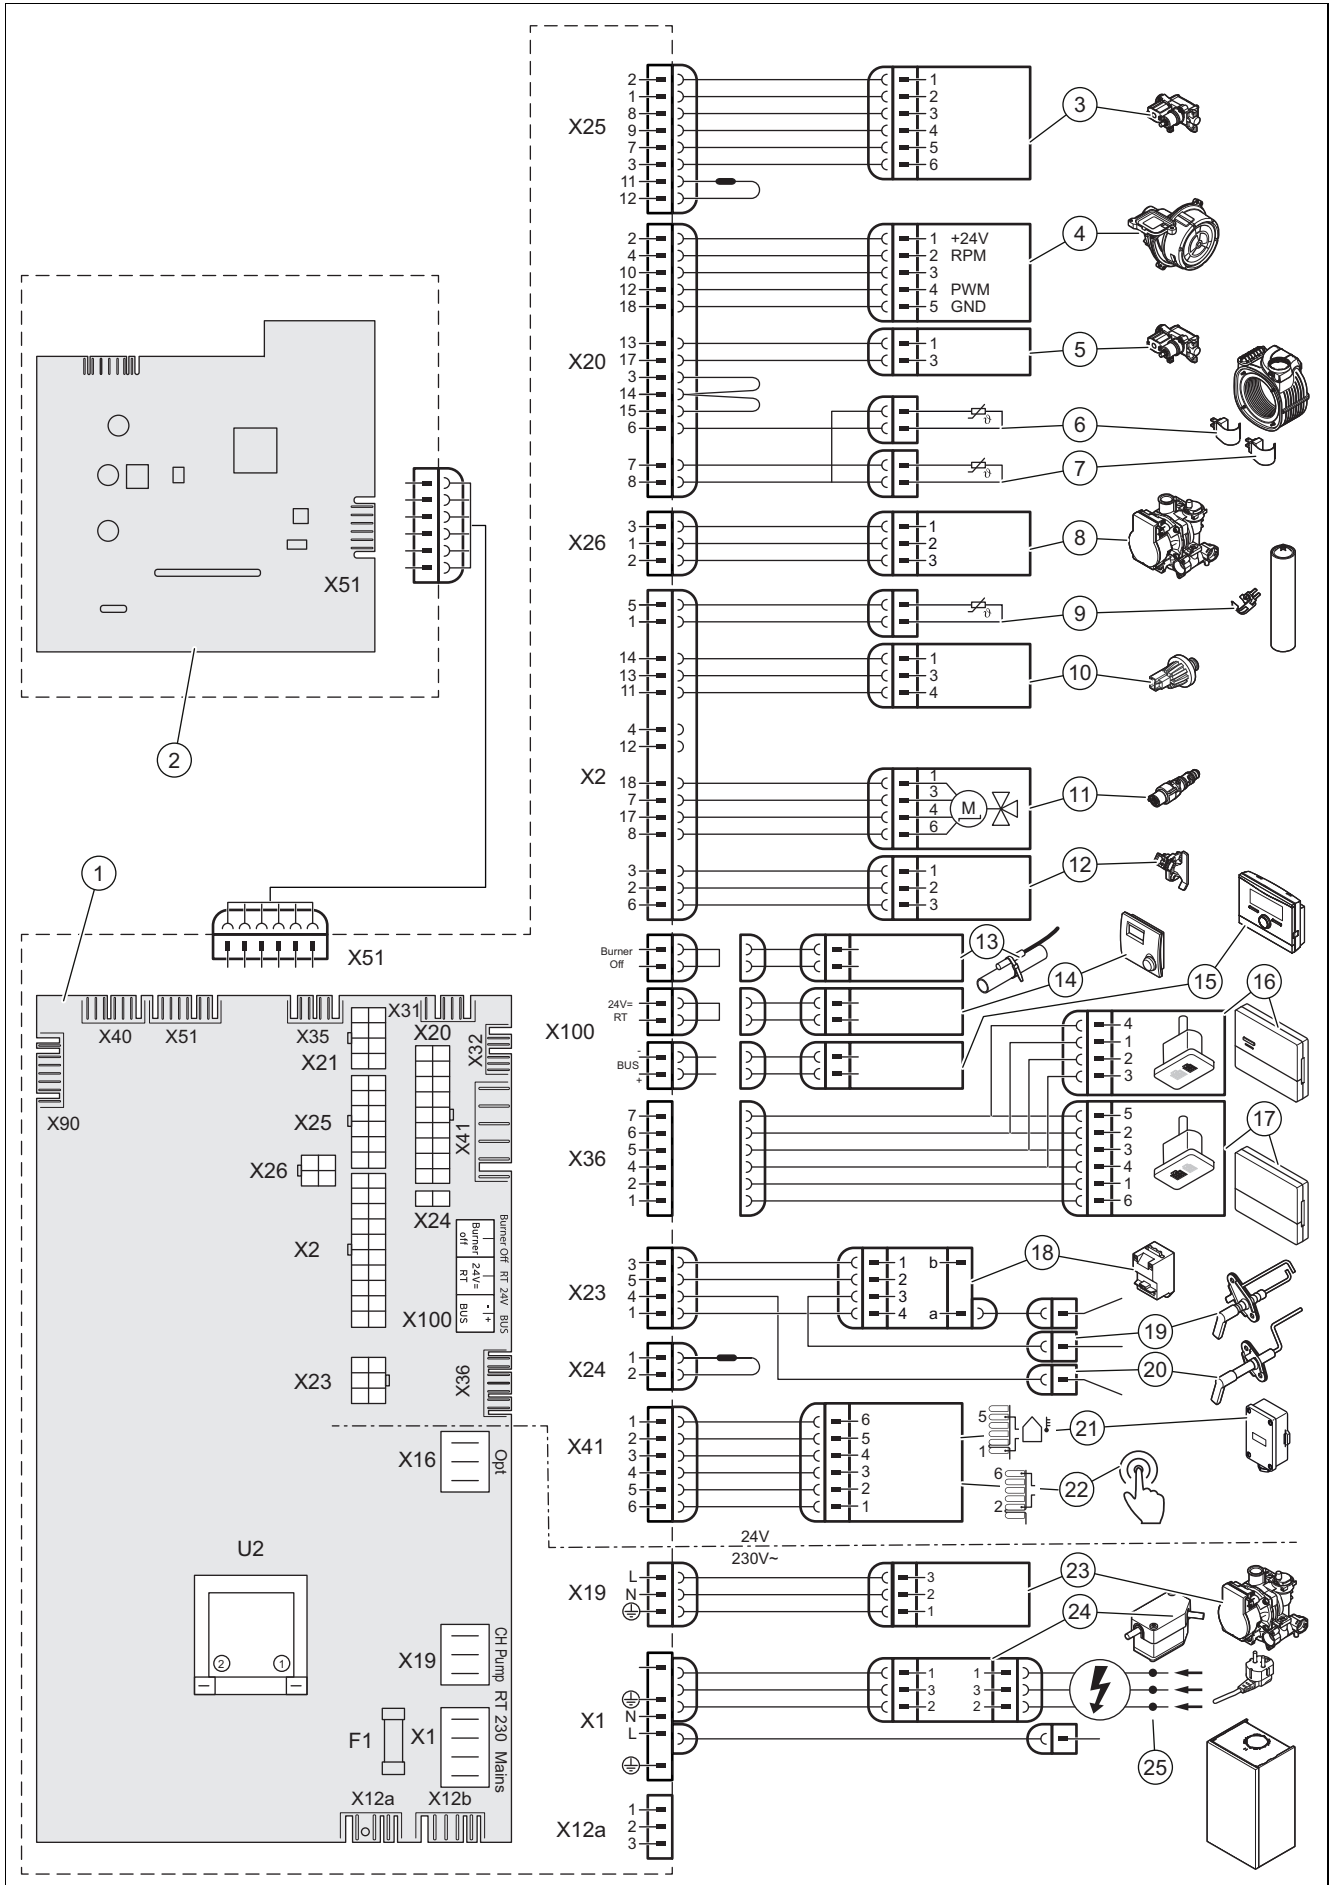 X25
2 1
1 2
8 3
9 4
7 5
3 6
11
12
3
X20
2 1 +24V
4 2 RPM
10 3
12 4 PWM
18 5 GND
4
13 1
17 3
5
3
14
15
6
6
7
8
7
X26
3 1
1 2
2 3
8
X2
5
1
9
14 1
13 3
11 4
10
4
12
18 1
7 3
17 4
8 6
M
11
3 1
2 2
6 3
12
X51
2
1
X51
X100
Burner
Off
13
24V=
RT
14
-
BUS
+
15
4
1
2
3
16
X36
7 5
6 2
5 3
4 4
2 1
1 6
17
X23
3 1 b
5 2
4 3
1 4 a
18
19
20
X24
1
2
X41
1 6
2 5
3 4
4 3
5 2
6 1
5
1
21
6
2
22
24V
230V~
X19
L 3
N 2
1
23
X1
N
L
1 1
3 3
2 2
24
25
X12a
1
2
3
X40
X51
X35
X31
X20
X32
X21
X90
X25
X41
X26
X24
X2
Burner Off RT 24V BUS
Burner
off
24V=
RT
BUS
- +
X100
X23
X36
X16
Opt
U2
2 1
X19
CH Pump RT 230 Mains
F1
X1
X12a
X12b
ϑ
ϑ
ϑ